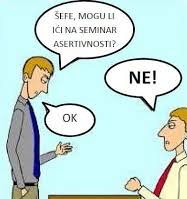 ŠEFE, MOGU LI
IĆI NA SEMINAR
ASERTIVNOSTI?
NE!
OK